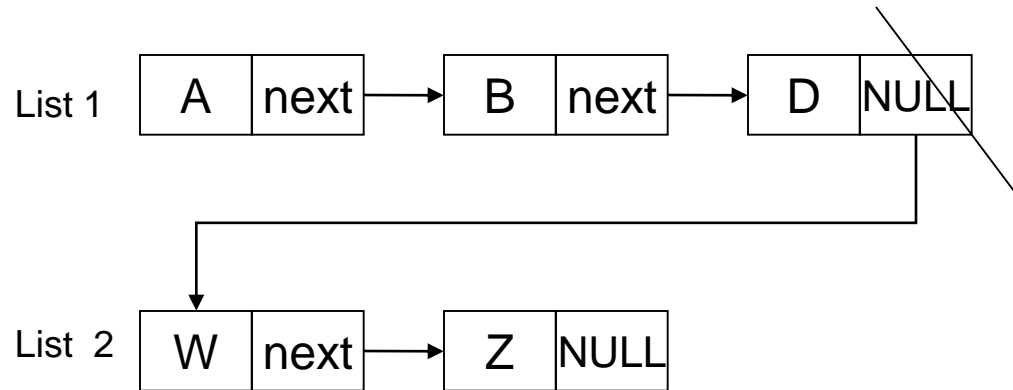 List 1 A next B next D NULL
List 2 W next Z NULL